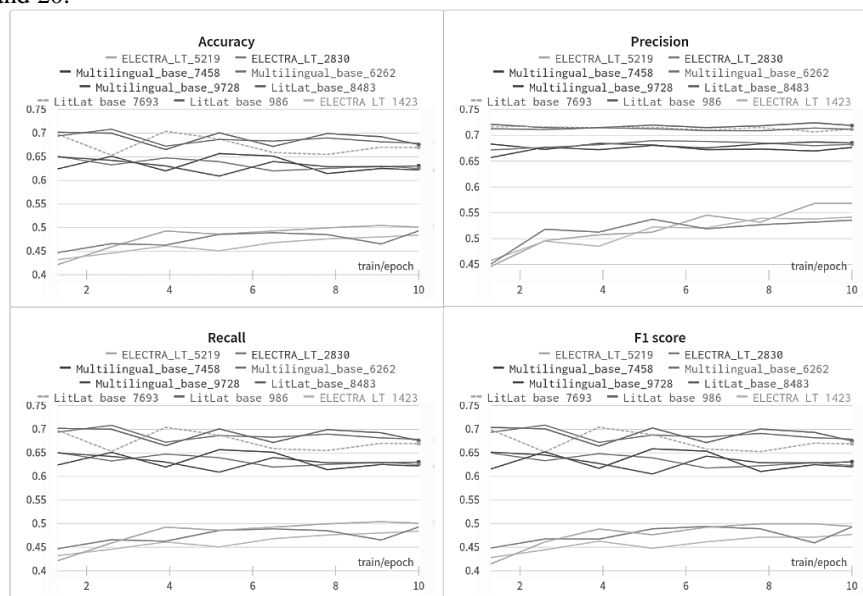 and 20.
Accuracy
ELECTRA_LT_5219 ELECTRA_LT_2830
Multilingual_base_7458 Multilingual_base_6262
Multilingual_base_9728 LitLat_base_8483
LitLat base 7693 LitLat base 986 ELECTRA LT 1423
0.75
0.7
0.65
0.6
0.55
0.5
0.45
0.4
train/epoch
2 4 6 8 10
Precision
ELECTRA_LT_5219 ELECTRA_LT_2830
Multilingual_base_7458 Multilingual_base_6262
Multilingual_base_9728 LitLat_base_8483
LitLat base 7693 LitLat base 986 ELECTRA LT 1423
0.75
0.7
0.65
0.6
0.55
0.5
0.45
train/epoch
2 4 6 8 10
Recall
ELECTRA_LT_5219 ELECTRA_LT_2830
Multilingual_base_7458 Multilingual_base_6262
Multilingual_base_9728 LitLat_base_8483
LitLat base 7693 LitLat base 986 ELECTRA LT 1423
0.75
0.7
0.65
0.6
0.55
0.5
0.45
0.4
train/epoch
2 4 6 8 10
F1 score
ELECTRA_LT_5219 ELECTRA_LT_2830
Multilingual_base_7458 Multilingual_base_6262
Multilingual_base_9728 LitLat_base_8483
LitLat base 7693 LitLat base 986 ELECTRA LT 1423
0.75
0.7
0.65
0.6
0.55
0.5
0.45
0.4
train/epoch
2 4 6 8 10